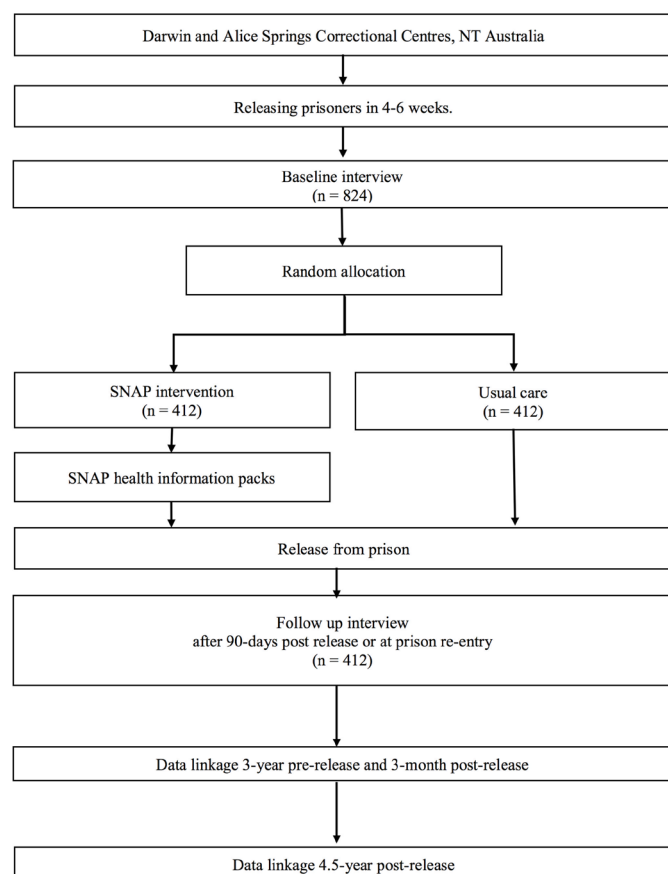 Darwin and Alice Springs Correctional Centres, NT Australia
Releasing prisoners in 4-6 weeks.
Baseline interview
(n = 824)
Random allocation
SNAP intervention
(n = 412)
Usual care
(n = 412)
SNAP health information packs
Release from prison
Follow up interview
after 90-days post release or at prison re-entry
(n = 412)
Data linkage 3-year pre-release and 3-month post-release
Data linkage 4.5-year post-release